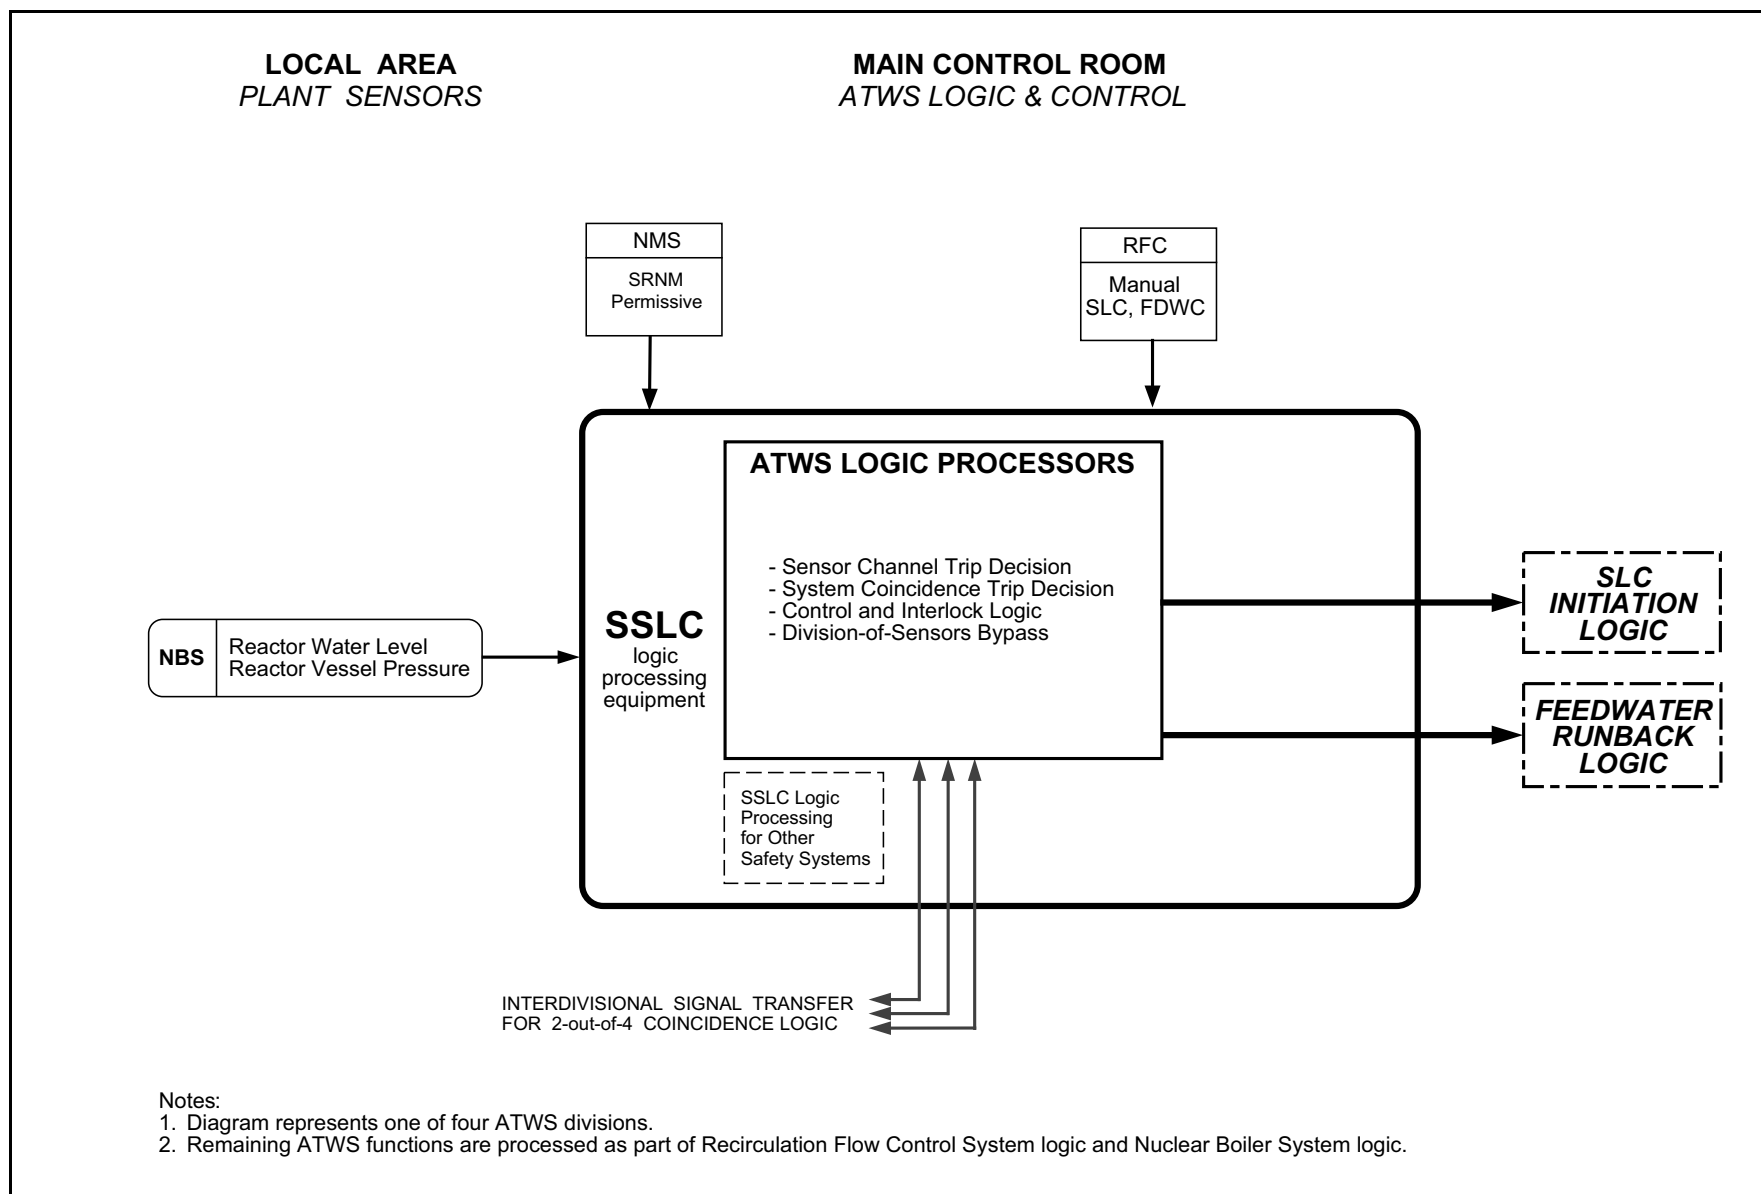 LOCAL AREA
PLANT SENSORS
MAIN CONTROL ROOM
ATWS LOGIC & CONTROL
NMS
SRNM
Permissive
RFC
Manual
SLC, FDWC
ATWS LOGIC PROCESSORS
- Sensor Channel Trip Decision
- System Coincidence Trip Decision
- Control and Interlock Logic
- Division-of-Sensors Bypass
NBS
Reactor Water Level
Reactor Vessel Pressure
SSLC
logic
processing
equipment
SLC
INITIATION
LOGIC
FEEDWATER
RUNBACK
LOGIC
SSLC Logic
Processing
for Other
Safety Systems
INTERDIVISIONAL SIGNAL TRANSFER
FOR 2-out-of-4 COINCIDENCE LOGIC
Notes:
1. Diagram represents one of four ATWS divisions.
2. Remaining ATWS functions are processed as part of Recirculation Flow Control System logic and Nuclear Boiler System logic.